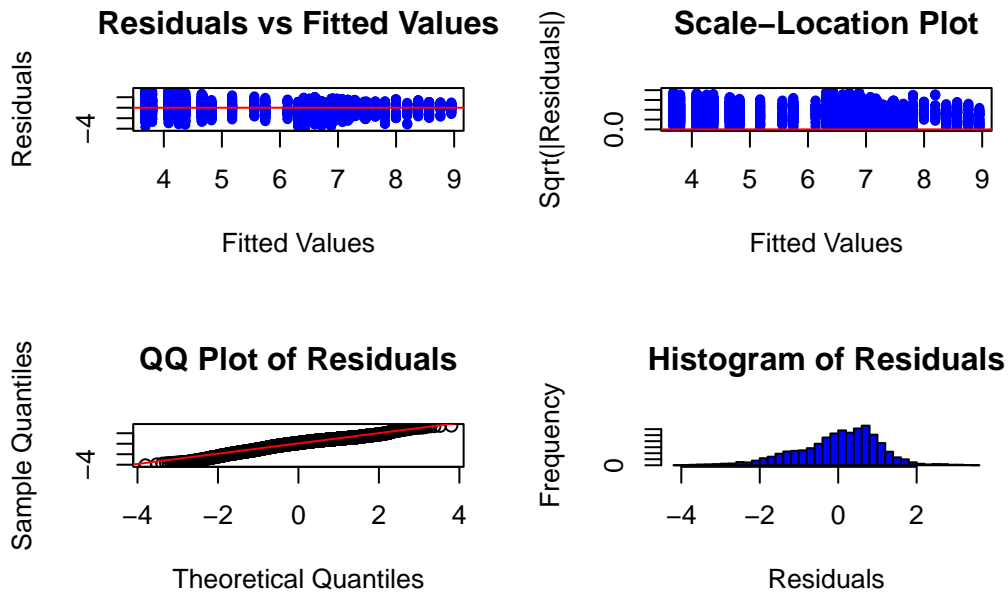 Residuals vs Fitted Values
Residuals
−4
4 5 6 7 8 9
Fitted Values
Scale−Location Plot
Sqrt(|Residuals|)
0.0
4 5 6 7 8 9
Fitted Values
QQ Plot of Residuals
Sample Quantiles
−4
−4 −2 0 2 4
Theoretical Quantiles
Histogram of Residuals
Frequency
0
−4 −2 0 2
Residuals